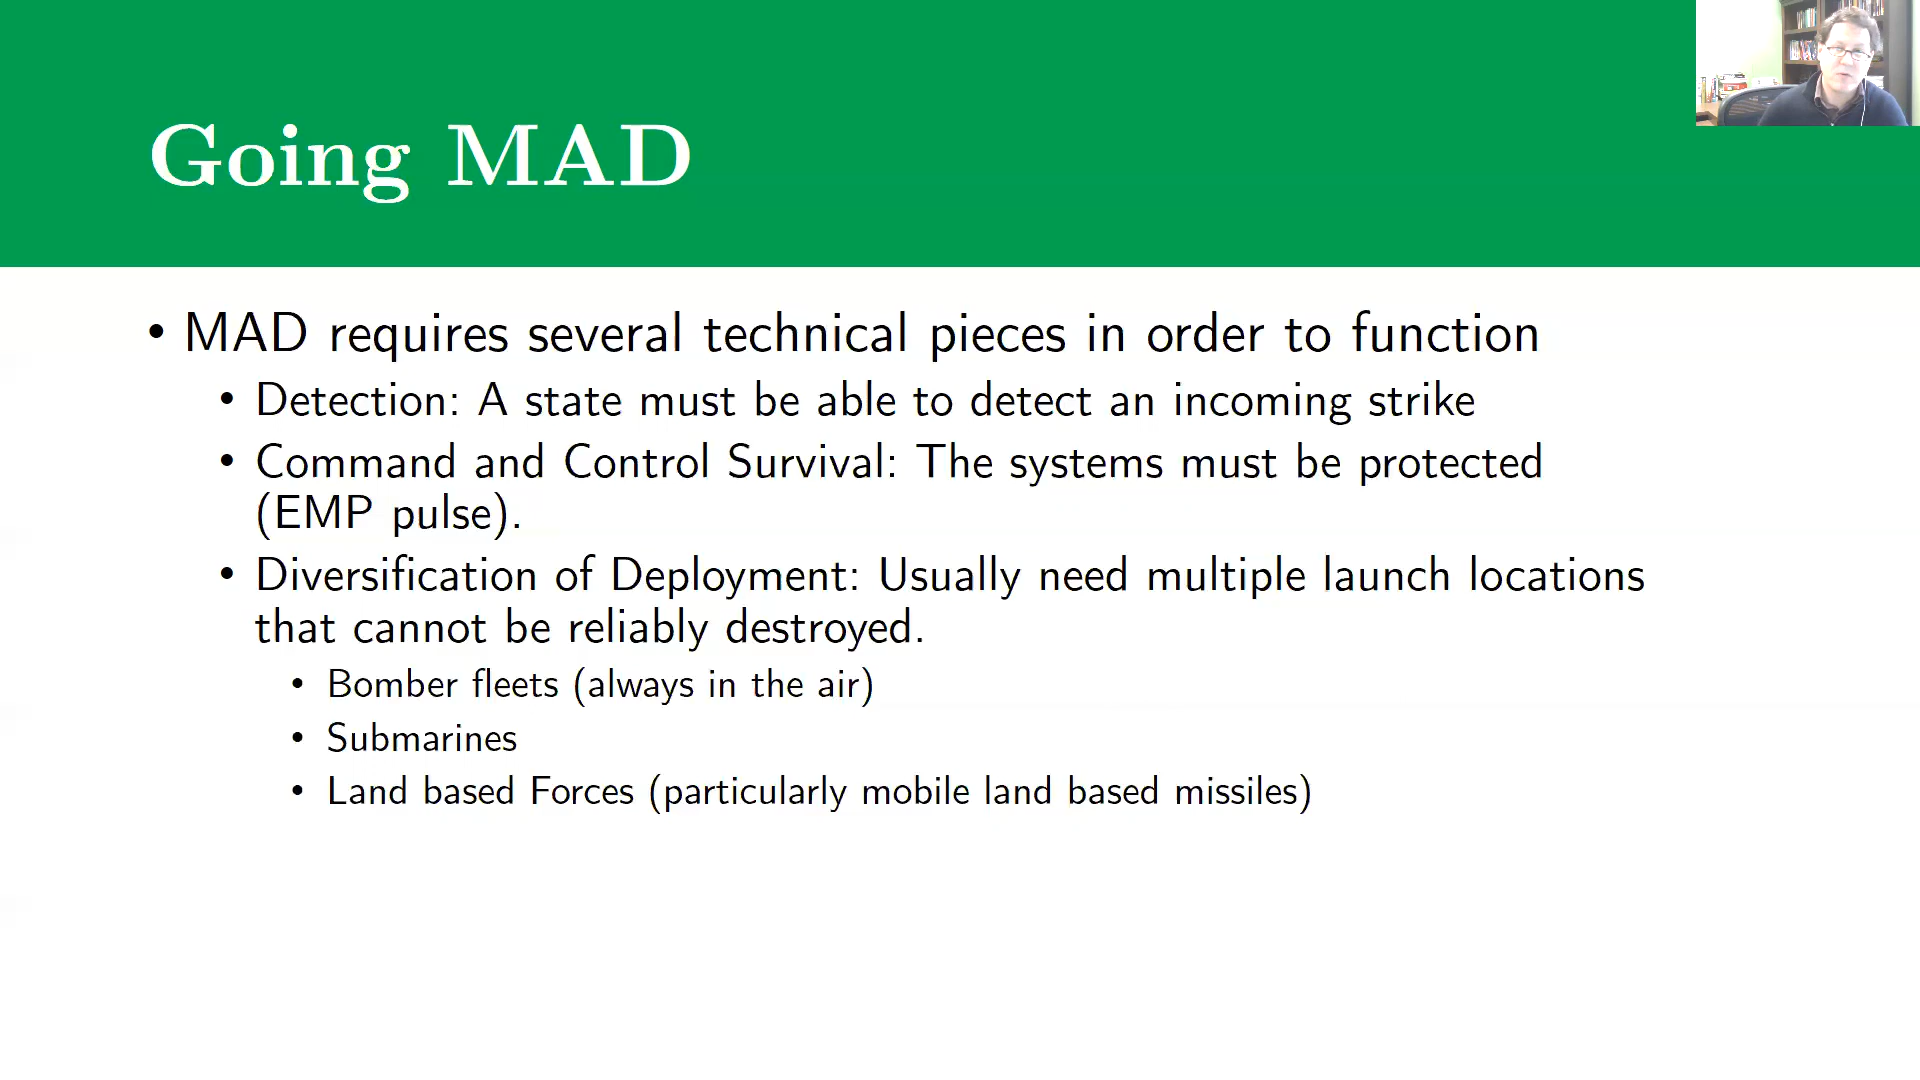 Going MAD
• MAD requires several technical pieces in order to function
• Detection: A state must be able to detect an incoming strike
• Command and Control Survival: The systems must be protected
(EMP pulse).
• Diversification of Deployment: Usually need multiple launch locations
that cannot be reliably destroyed.
• Bomber fleets (always in the air)
• Submarines
• Land based Forces (particularly mobile land based missiles)